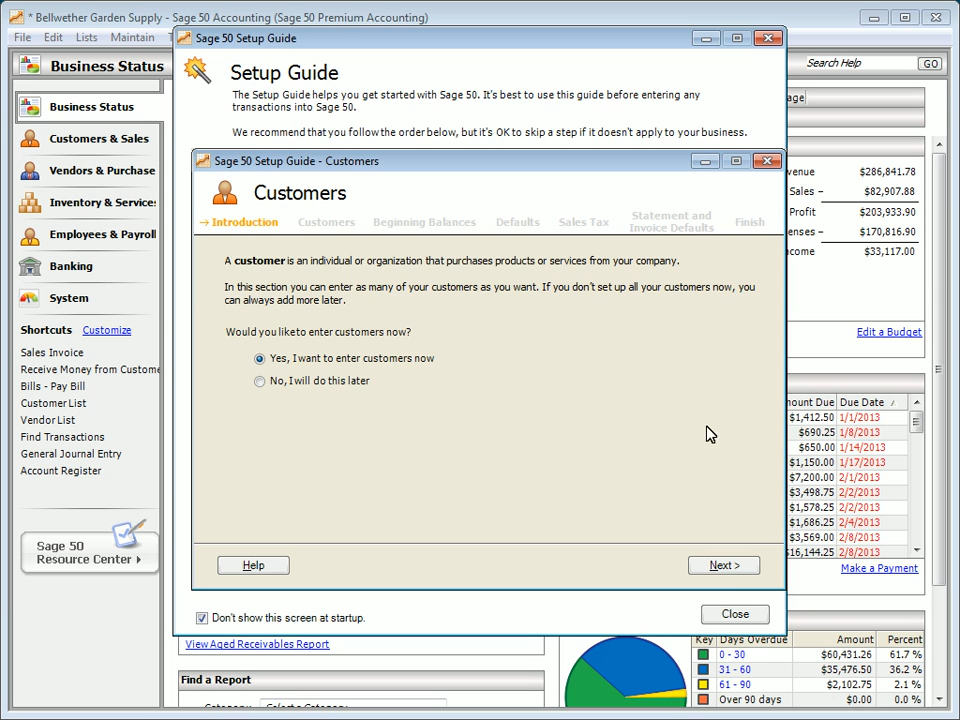 * Bellwether Garden Supply - Sage 50 Accounting (Sage 50 Premium Accounting)
File Edit Lists Maintain
Business Status
Search Help GO
Business Status
Customers & Sales
Vendors & Purchase
Inventory & Services
Employees & Payroll
Banking
System
Shortcuts Customize
Sales Invoice
Receive Money from Custome
Bills - Pay Bill
Customer List
Vendor List
Find Transactions
General Journal Entry
Account Register
Sage 50
Resource Center
Sage 50 Setup Guide
Setup Guide
The Setup Guide helps you get started with Sage 50. It's best to use this guide before entering any
transactions into Sage 50.
We recommend that you follow the order below, but it's OK to skip a step if it doesn't apply to your business.
Sage 50 Setup Guide - Customers
Customers
Introduction Customers Beginning Balances Defaults Sales Tax Statement and
Invoice Defaults Finish
A customer is an individual or organization that purchases products or services from your company.
In this section you can enter as many of your customers as you want. If you don't set up all your customers now, you
can always add more later.
Would you liketo enter customers now?
Yes, I want to enter customers now
No, I will do this later
Help Next >
Don't show this screen at startup. Close
View Aged Receivables Report
Find a Report
age
venue $286,841.78
Sales – $82,907.88
Profit $203,933.90
enses – $170,816.90
come $33,117.00
Edit a Budget
mount Due Due Date
$1,412.50 1/1/2013
$690.25 1/8/2013
$650.00 1/14/2013
$1,150.00 1/17/2013
$7,200.00 2/1/2013
$3,498.75 2/2/2013
$1,578.25 2/2/2013
$1,686.25 2/4/2013
$3,569.00 2/8/2013
$16,144.25 2/8/2013
Make a Payment
Key Days Overdue Amount Percent
0 - 30 $60,431.26 61.7 %
31 - 60 $35,476.50 36.2 %
61 - 90 $2,102.75 2.1 %
Over 90 days $0.00 0.0 %